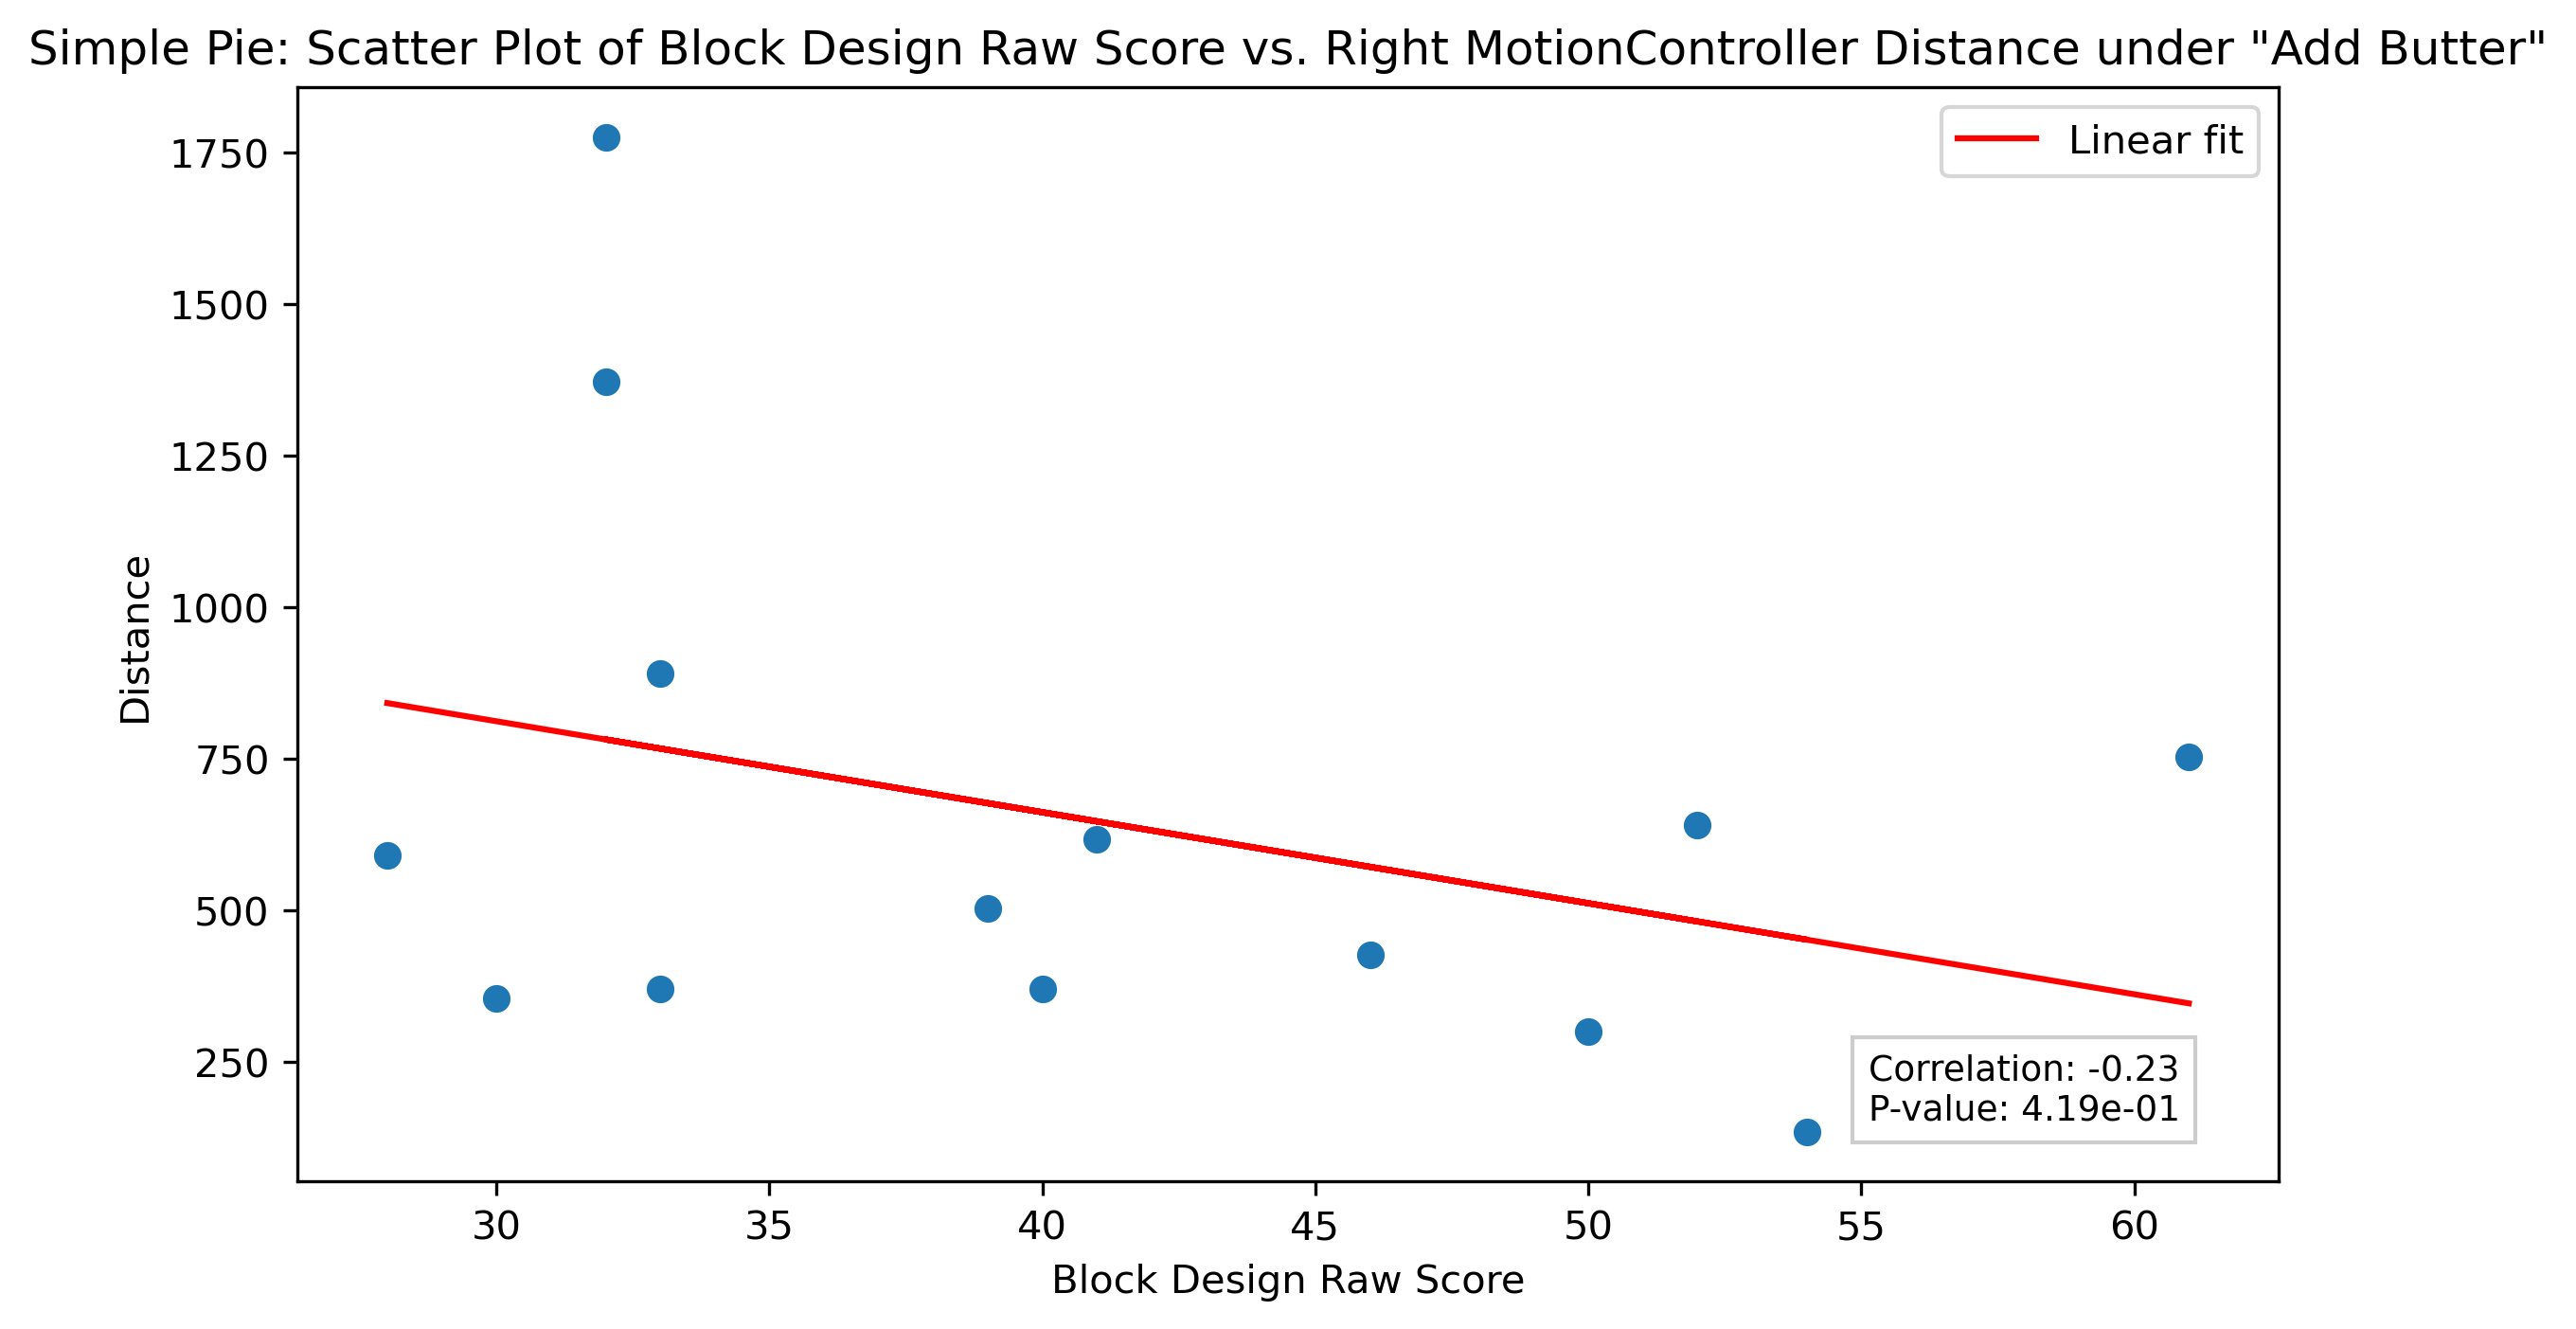 Simple Pie: Scatter Plot of Block Design Raw Score vs. Right MotionController Distance under "Add Butter"
Linear fit
1750
1500
1250
1000
750
500
250
Distance
Correlation: -0.23
P-value: 4.19e-01
30 35 40 45 50 55 60
Block Design Raw Score